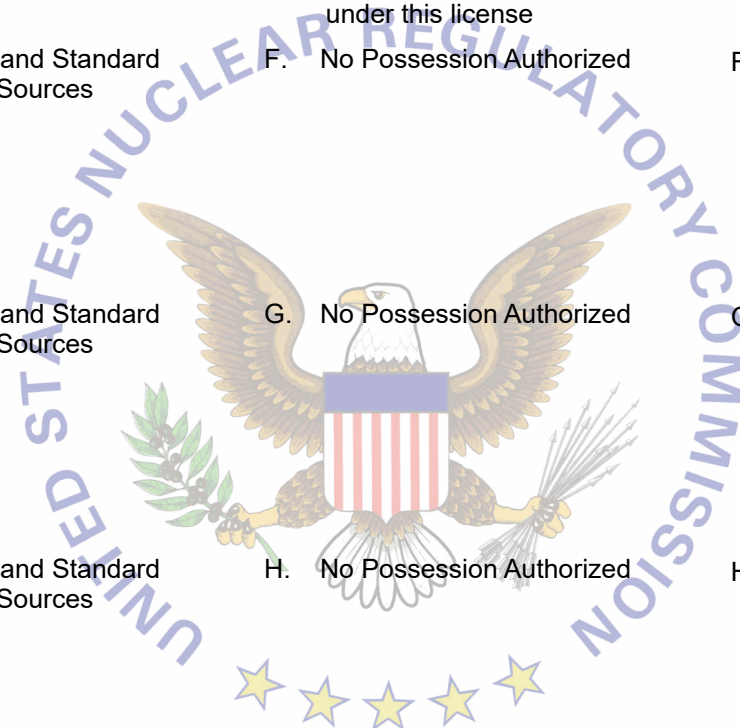 under this license
and Standard F. No Possession Authorized
Sources
and Standard G. No Possession Authorized
Sources
and Standard H. No Possession Authorized
Sources
UNITED STATES NUCLEAR REGULATORY COMMISSION